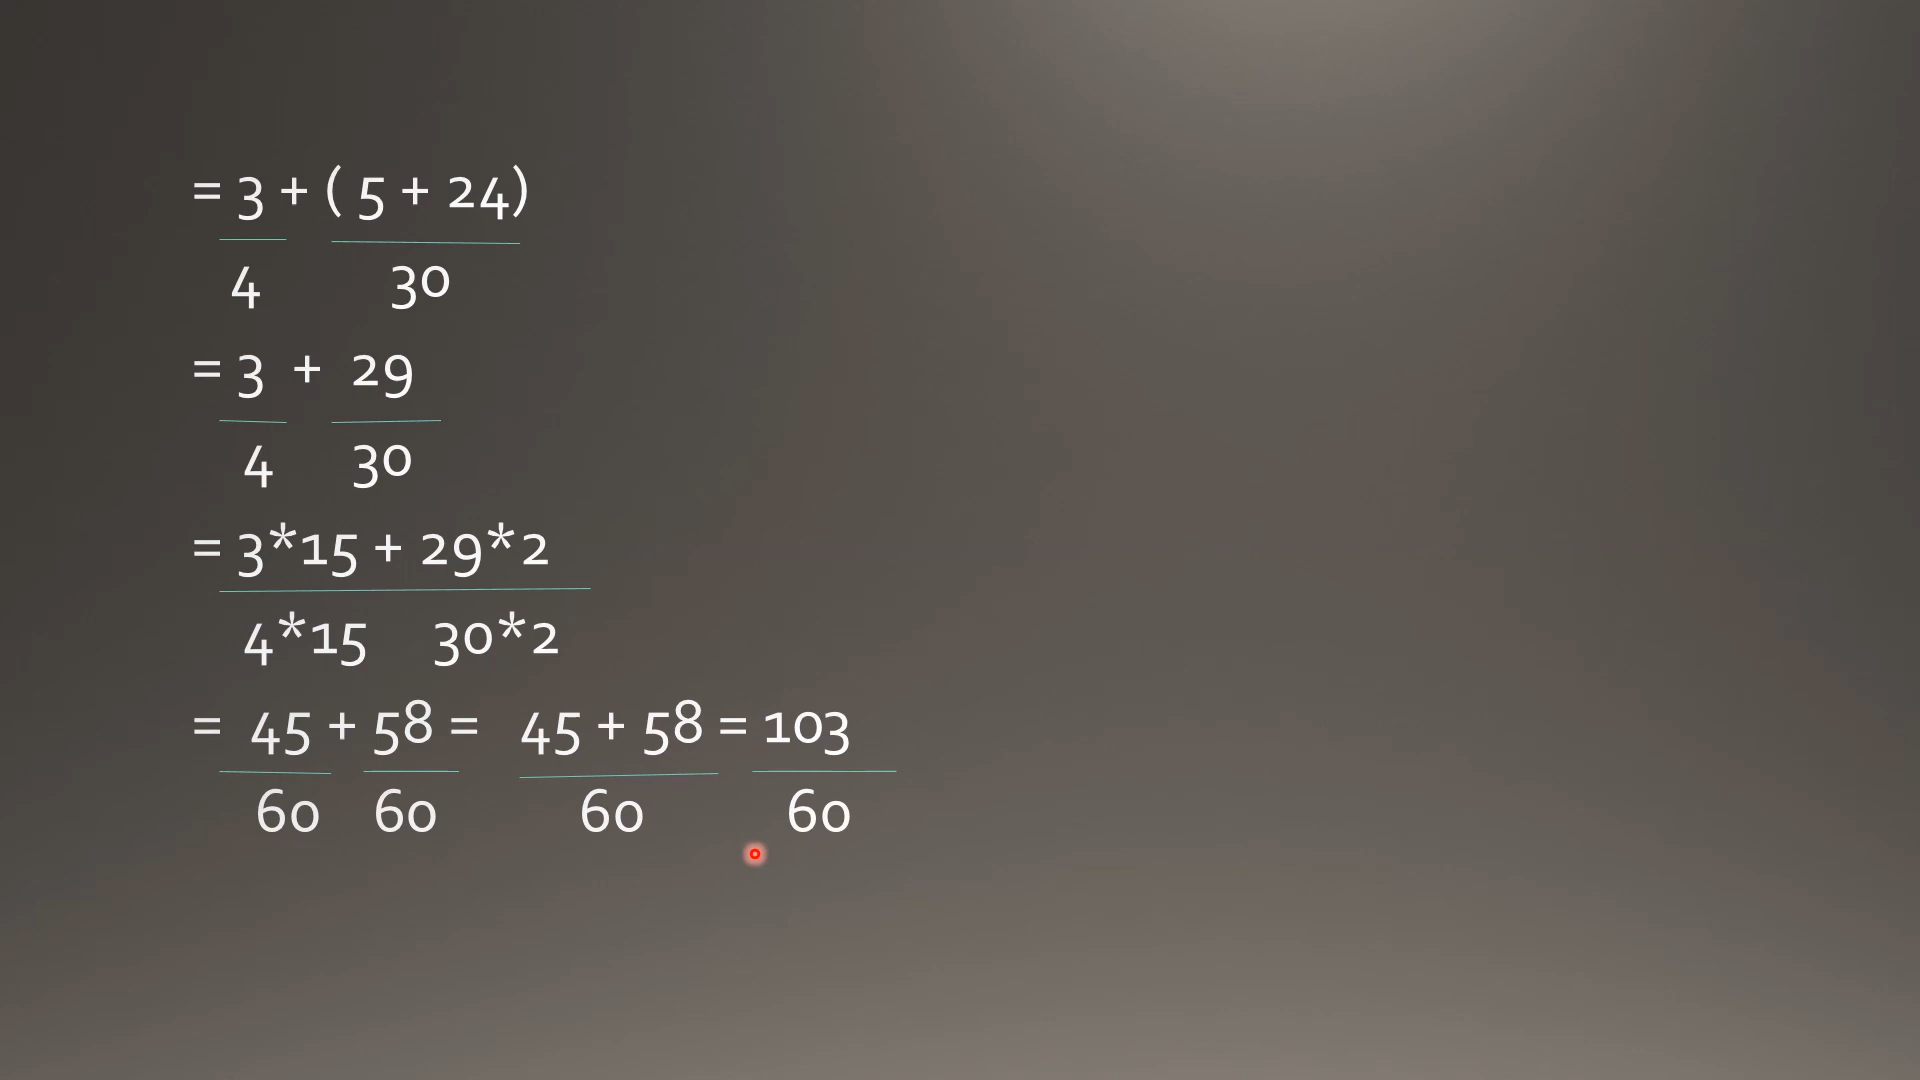 = 3 + ( 5 + 24)
4 30
= 3 + 29
4 30
= 3*15 + 29*2
4*15 30*2
= 45 + 58 = 45 + 58 = 103
60 60 60 60